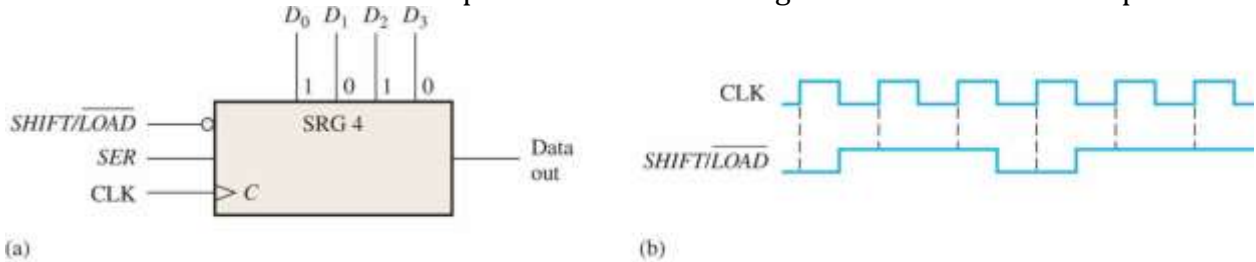 D0 D1 D2 D3
1 0 1 0
SHIFT/LOAD
SRG 4
SER
Data
out
CLK
C
(a)
CLK
SHIFT/LOAD
(b)